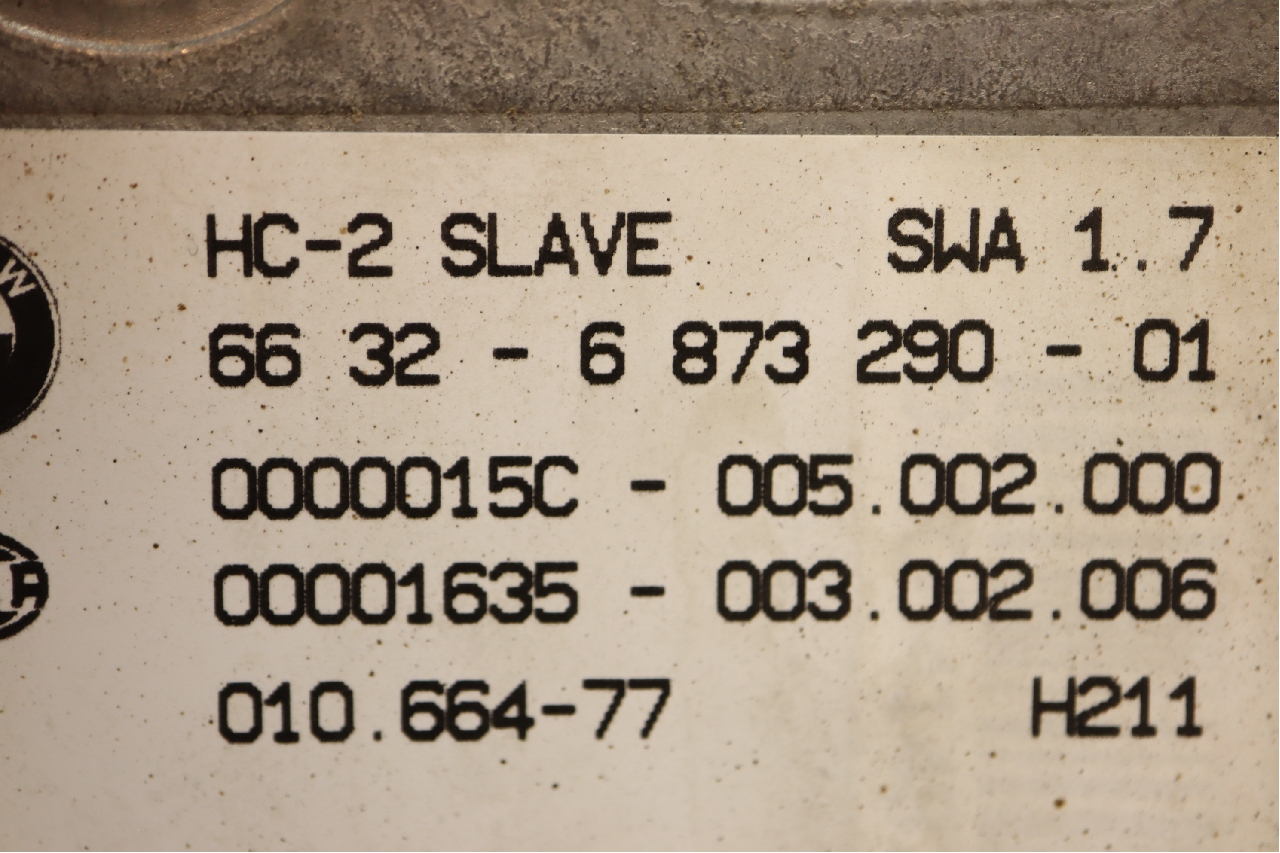 HC-2 SLAVE SWA 1.7
66 32 - 6 873 290 - 01
0000015C - 005.002.000
00001635 - 003.002.006
010.664-77 H211